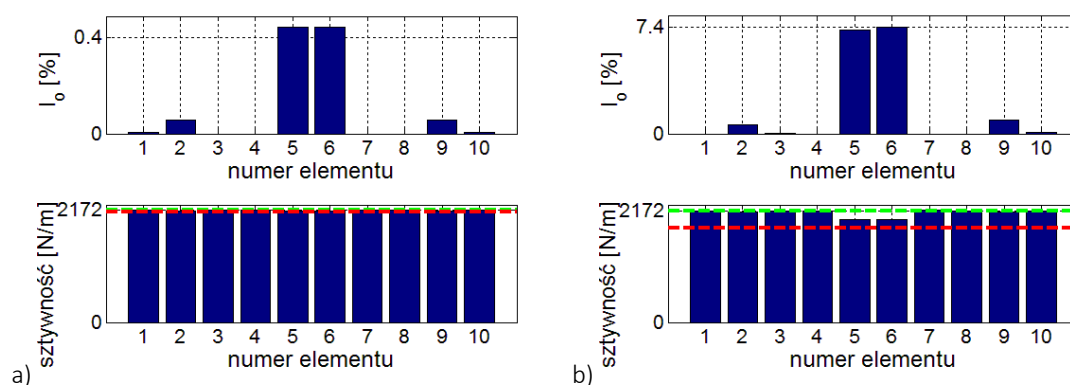 0.4
I_o [%]
0
1 2 3 4 5 6 7 8 9 10
numer elementu
2172
sztywność [N/m]
0
1 2 3 4 5 6 7 8 9 10
numer elementu
a)
7.4
I_o [%]
0
1 2 3 4 5 6 7 8 9 10
numer elementu
2172
sztywność [N/m]
0
1 2 3 4 5 6 7 8 9 10
numer elementu
b)